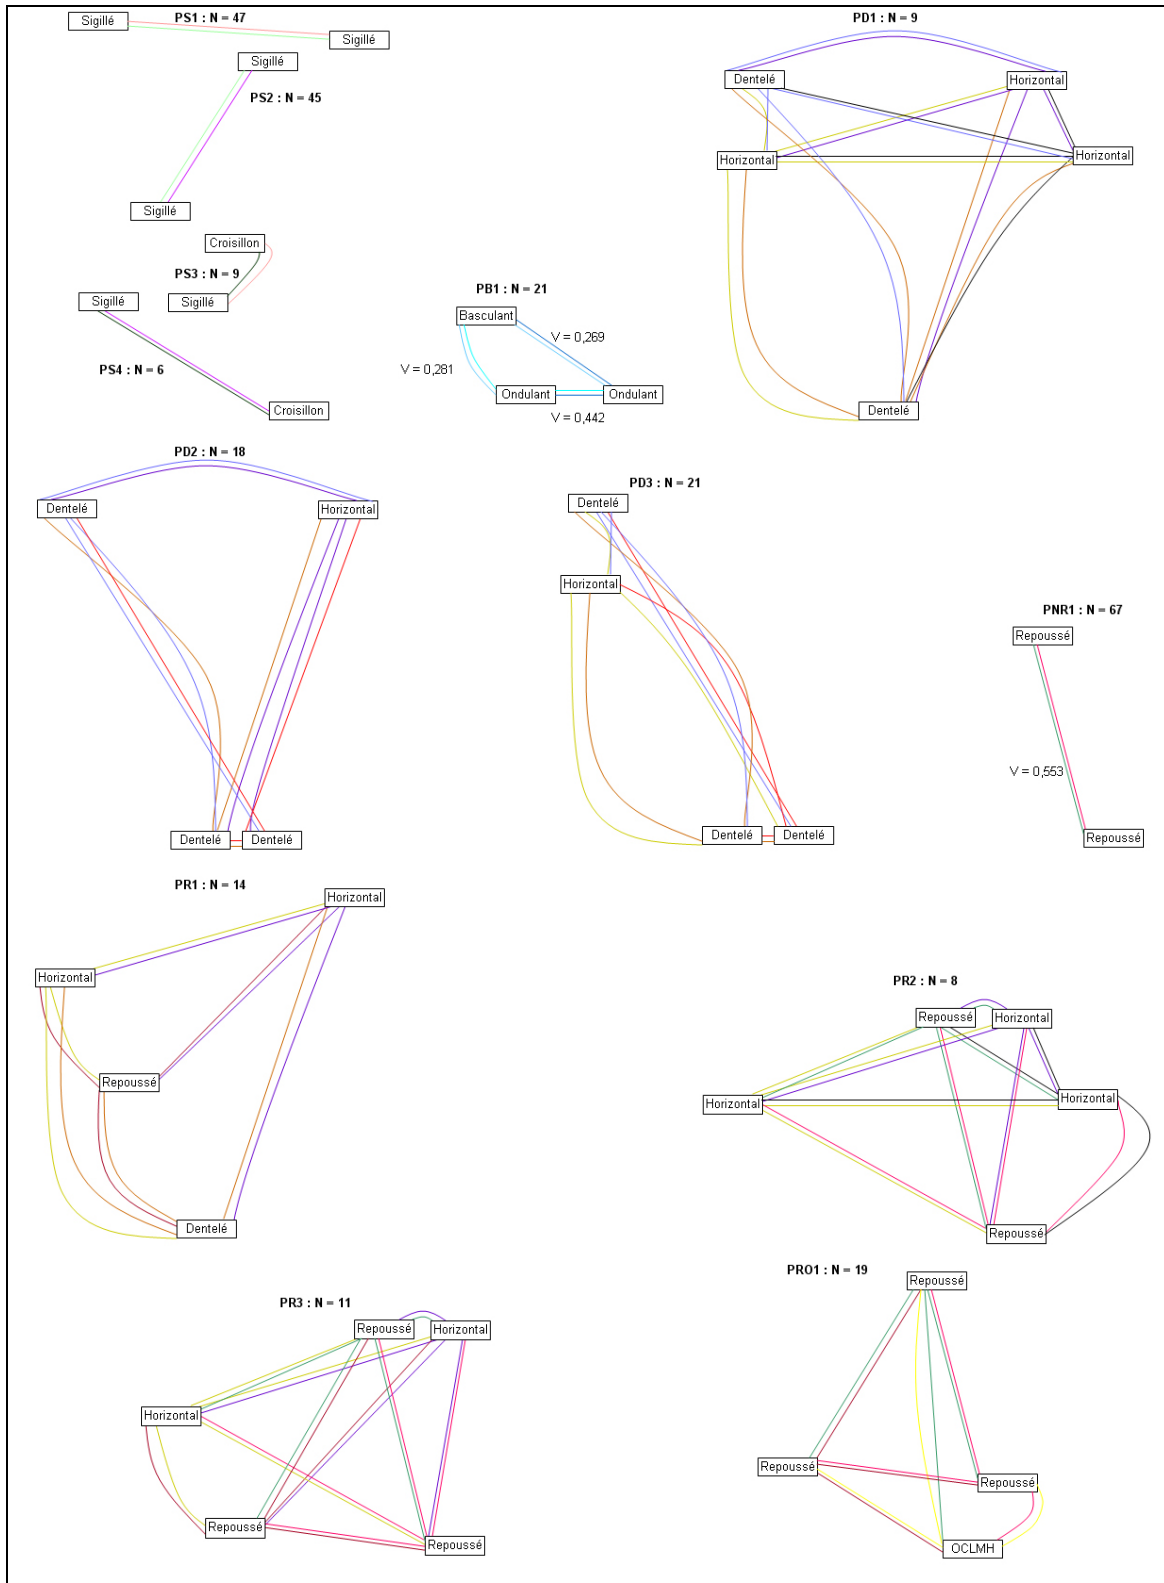 PS1 : N = 47
Sigillé
Sigillé
Sigillé
PS2 : N = 45
Sigillé
Croisillon
PS3 : N = 9
Sigillé
Sigillé
PS4 : N = 6
Croisillon
PB1 : N = 21
Basculant
V = 0,269
V = 0,281
Ondulant
Ondulant
V = 0,442
PD1 : N = 9
Dentelé
Horizontal
Horizontal
Horizontal
Dentelé
PD2 : N = 18
Dentelé
Horizontal
Dentelé
Dentelé
PD3 : N = 21
Dentelé
Horizontal
Dentelé
Dentelé
PNR1 : N = 67
Repoussé
V = 0,553
Repoussé
PR1 : N = 14
Horizontal
Horizontal
Repoussé
Dentelé
PR2 : N = 8
Repoussé
Horizontal
Horizontal
Horizontal
Repoussé
PR3 : N = 11
Repoussé
Horizontal
Horizontal
Repoussé
Repoussé
PRO1 : N = 19
Repoussé
Repoussé
Repoussé
OCLMH